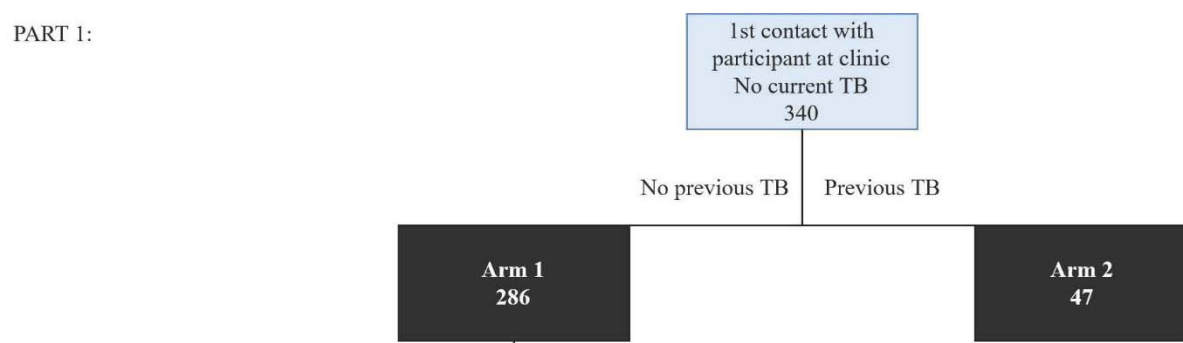 PART 1:
1st contact with
participant at clinic
No current TB
340
No previous TB
Previous TB
Arm 1
286
Arm 2
47